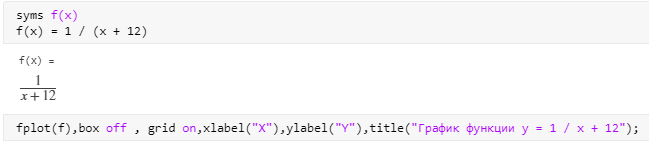 syms f(x)
f(x) = 1 / (x + 12)
f(x) =
1
x + 12
fplot(f),box off , grid on,xlabel("X"),ylabel("Y"),title("График функции y = 1 / x + 12");